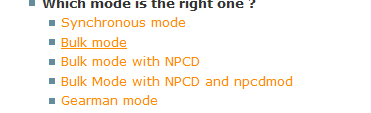 Which mode is the right one ?
Synchronous mode
Bulk mode
Bulk mode with NPCD
Bulk Mode with NPCD and npcdmod
Gearman mode